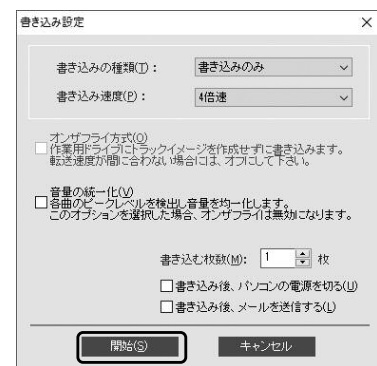 書き込み設定
書き込みの種類(T)： 書き込みのみ
書き込み速度(P)： 4倍速
オンザフライ方式(O)
作業用ドライブにトラックイメージを作成せずに書き込みます。
転送速度が間に合わない場合には、オフにして下さい。
音量の統一化(V)
各曲のピークレベルを検出し音量を均一化します。
このオプションを選択した場合、オンザフライは無効になります。
書き込む枚数(M)： 1 枚
書き込み後、パソコンの電源を切る(U)
書き込み後、メールを送信する(L)
開始(S) キャンセル